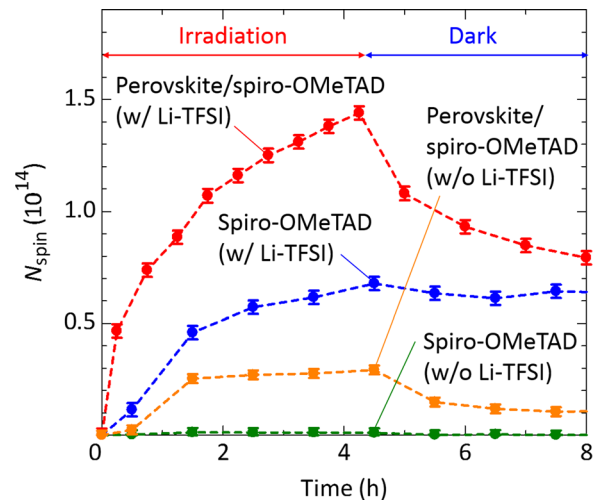 Irradiation
Dark
Perovskite/spiro-OMeTAD
(w/ Li-TFSI)
Perovskite/
spiro-OMeTAD
(w/o Li-TFSI)
Spiro-OMeTAD
(w/ Li-TFSI)
Spiro-OMeTAD
(w/o Li-TFSI)
1.5
1.0
0.5
0
Nspin (10^14)
0 2 4 6 8
Time (h)